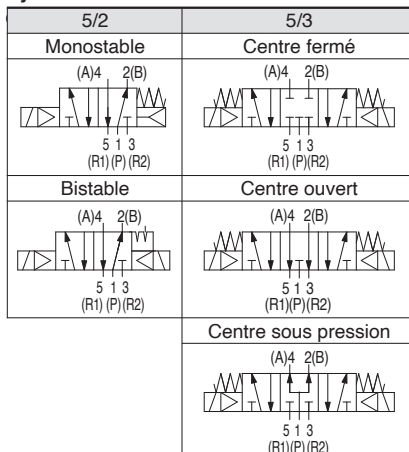 5/2
5/3
Monostable
Centre fermé
(A)4 2(B)
5 1 3
(R1) (P) (R2)
(A)4 2(B)
5 1 3
(R1) (P)(R2)
Bistable
Centre ouvert
(A)4 2(B)
5 1 3
(R1) (P) (R2)
(A)4 2(B)
5 1 3
(R1)(P)(R2)
Centre sous pression
(A)4 2(B)
5 1 3
(R1)(P)(R2)